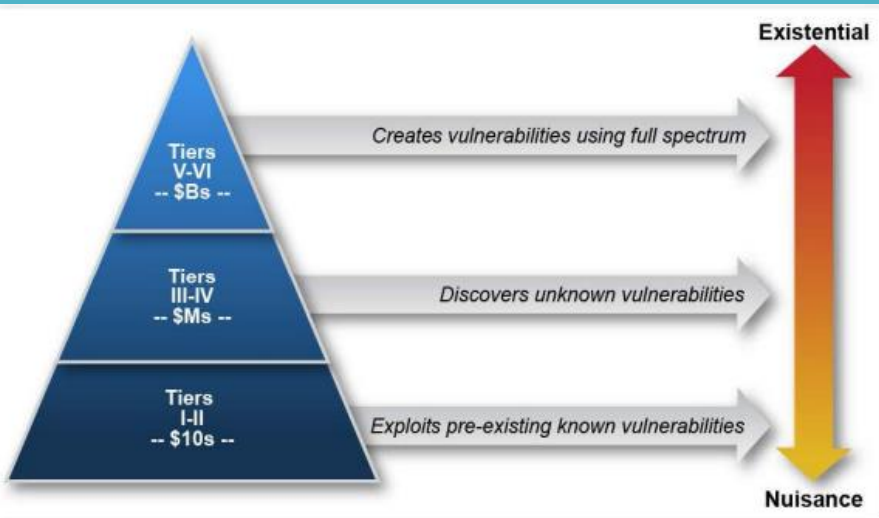 Existential
Creates vulnerabilities using full spectrum
Tiers
V-VI
-- $Bs --
Tiers
III-IV
-- $Ms --
Discovers unknown vulnerabilities
Tiers
I-II
-- $10s --
Exploits pre-existing known vulnerabilities
Nuisance